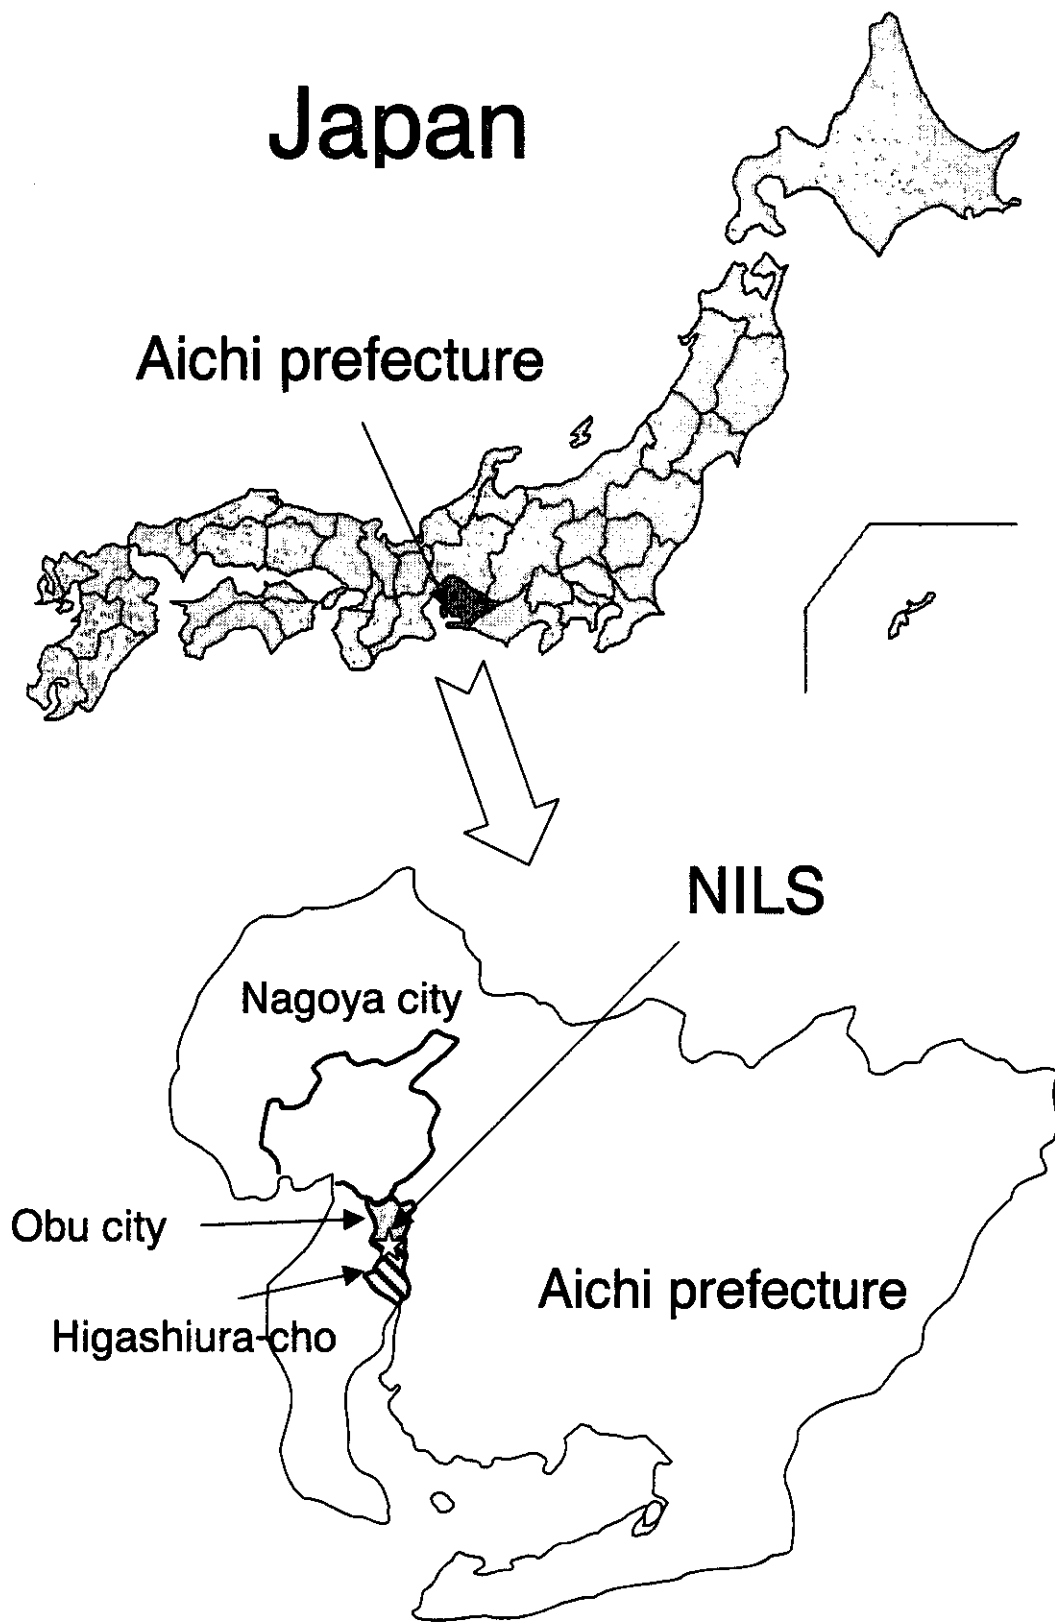 Japan
Aichi prefecture
NILS
Nagoya city
Obu city
Aichi prefecture
Higashiura-cho